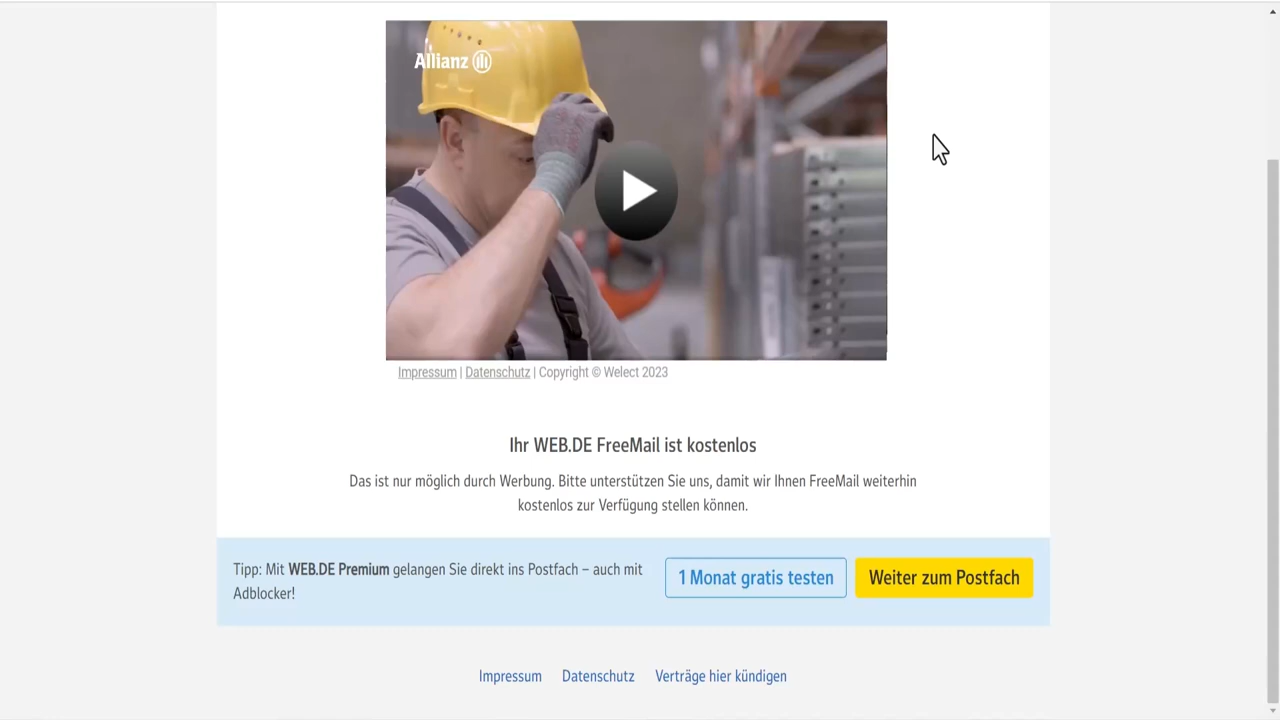 Allianz
Impressum | Datenschutz | Copyright © Welect 2023
Ihr WEB.DE FreeMail ist kostenlos
Das ist nur möglich durch Werbung. Bitte unterstützen Sie uns, damit wir Ihnen FreeMail weiterhin
kostenlos zur Verfügung stellen können.
Tipp: Mit WEB.DE Premium gelangen Sie direkt ins Postfach – auch mit
Adblocker!
1 Monat gratis testen
Weiter zum Postfach
Impressum Datenschutz Verträge hier kündigen